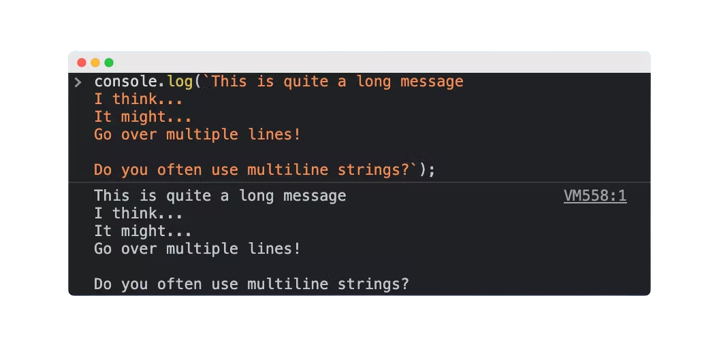 > console.log(`This is quite a long message
I think...
It might...
Go over multiple lines!

Do you often use multiline strings?`);
This is quite a long message VM558:1
I think...
It might...
Go over multiple lines!

Do you often use multiline strings?